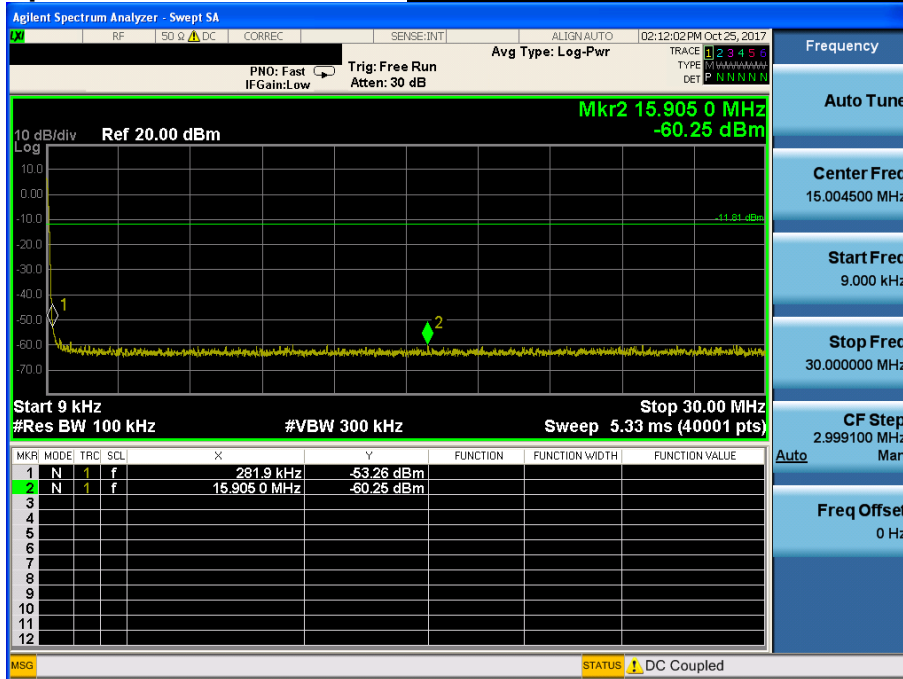 Agilent Spectrum Analyzer - Swept SA
LXI RF 50 Ω DC CORREC SENSE:INT ALIGN AUTO 02:12:02 PM Oct 25, 2017
PNO: Fast IFGain:Low
Trig: Free Run Atten: 30 dB
Avg Type: Log-Pwr
TRACE 1 2 3 4 5 6
TYPE M WWWWW
DET P N N N N N
Mkr2 15.905 0 MHz
-60.25 dBm
10 dB/div Ref 20.00 dBm
Log
10.0
0.00
-10.0
-11.81 dBm
-20.0
-30.0
-40.0
1
-50.0
2
-60.0
-70.0
Start 9 kHz Stop 30.00 MHz
#Res BW 100 kHz #VBW 300 kHz Sweep 5.33 ms (40001 pts)
MKR MODE TRC SCL X Y FUNCTION FUNCTION WIDTH FUNCTION VALUE
1 N 1 f 281.9 kHz -53.26 dBm
2 N 1 f 15.905 0 MHz -60.25 dBm
3
4
5
6
7
8
9
10
11
12
MSG STATUS DC Coupled
Frequency
Auto Tune
Center Freq
15.004500 MHz
Start Freq
9.000 kHz
Stop Freq
30.000000 MHz
CF Step
2.999100 MHz
Auto Man
Freq Offset
0 Hz